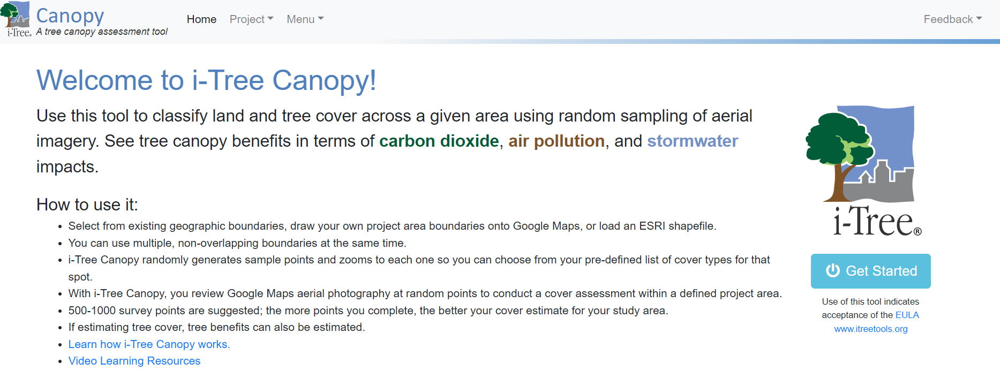 Canopy
i-Tree®
A tree canopy assessment tool
Home
Project
Menu
Feedback
Welcome to i-Tree Canopy!
Use this tool to classify land and tree cover across a given area using random sampling of aerial
imagery. See tree canopy benefits in terms of carbon dioxide, air pollution, and stormwater
impacts.
How to use it:
• Select from existing geographic boundaries, draw your own project area boundaries onto Google Maps, or load an ESRI shapefile.
• You can use multiple, non-overlapping boundaries at the same time.
• i-Tree Canopy randomly generates sample points and zooms to each one so you can choose from your pre-defined list of cover types for that
spot.
• With i-Tree Canopy, you review Google Maps aerial photography at random points to conduct a cover assessment within a defined project area.
• 500-1000 survey points are suggested; the more points you complete, the better your cover estimate for your study area.
• If estimating tree cover, tree benefits can also be estimated.
• Learn how i-Tree Canopy works.
• Video Learning Resources
i-Tree®
Get Started
Use of this tool indicates
acceptance of the EULA
www.itreetools.org